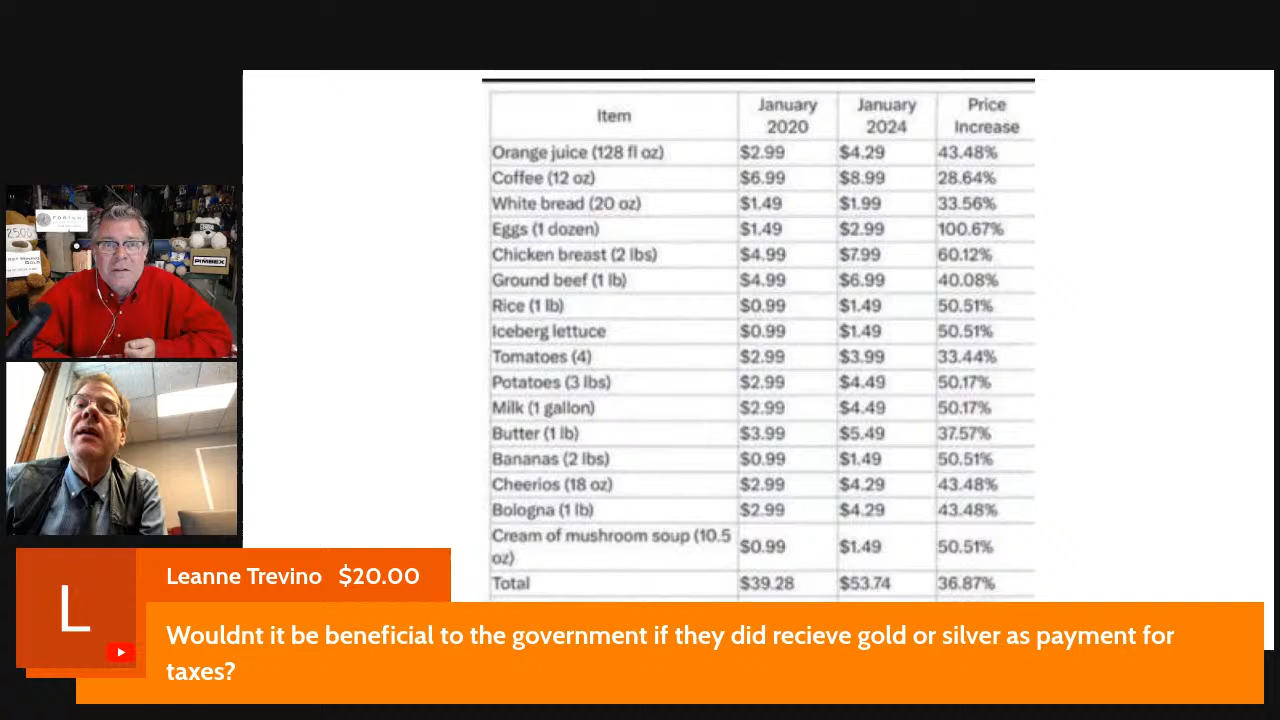 Item January 2020 January 2024 Price Increase
Orange juice (128 fl oz) $2.99 $4.29 43.48%
Coffee (12 oz) $6.99 $8.99 28.64%
White bread (20 oz) $1.49 $1.99 33.56%
Eggs (1 dozen) $1.49 $2.99 100.67%
Chicken breast (2 lbs) $4.99 $7.99 60.12%
Ground beef (1 lb) $4.99 $6.99 40.08%
Rice (1 lb) $0.99 $1.49 50.51%
Iceberg lettuce $0.99 $1.49 50.51%
Tomatoes (4) $2.99 $3.99 33.44%
Potatoes (3 lbs) $2.99 $4.49 50.17%
Milk (1 gallon) $2.99 $4.49 50.17%
Butter (1 lb) $3.99 $5.49 37.57%
Bananas (2 lbs) $0.99 $1.49 50.51%
Cheerios (18 oz) $2.99 $4.29 43.48%
Bologna (1 lb) $2.99 $4.29 43.48%
Cream of mushroom soup (10.5 oz) $0.99 $1.49 50.51%
Total $39.28 $53.74 36.87%
FORTUNA
2500
GOLD
PIMBEX
L
Leanne Trevino $20.00
Wouldnt it be beneficial to the government if they did recieve gold or silver as payment for
taxes?